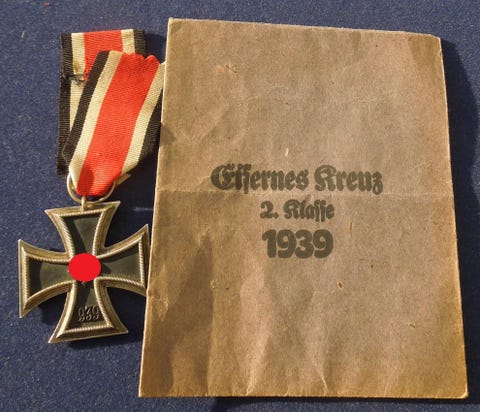 Eisernes Kreuz
2. Klasse
1939